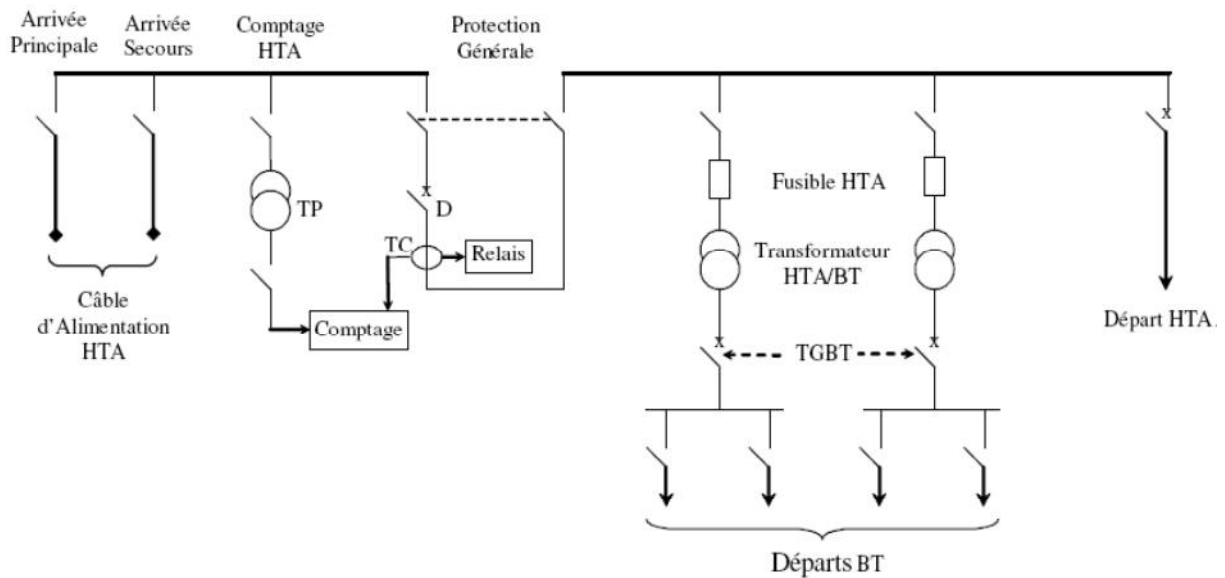 Arrivée
Principale
Arrivée
Secours
Comptage
HTA
Protection
Générale
x
TP
x
D
TC
Relais
Comptage
Câble
d'Alimentation
HTA
Fusible HTA
Transformateur
HTA/BT
Départ HTA
x
TGBT
x
Départs BT